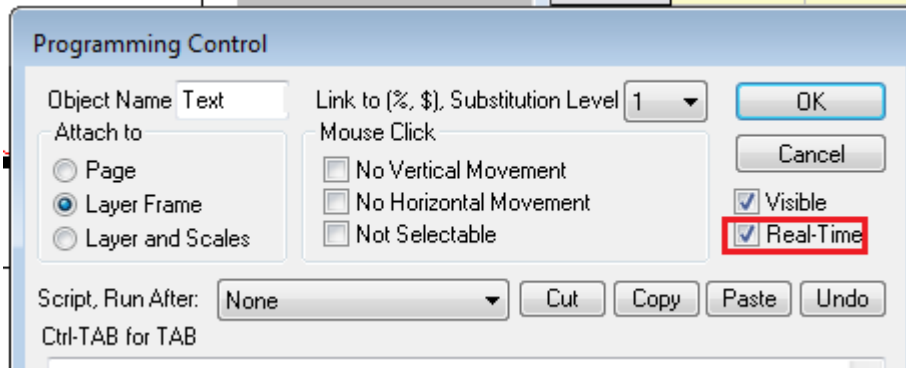 Programming Control
Object Name Text Link to (%, $), Substitution Level 1 OK
Attach to Mouse Click Cancel
Page No Vertical Movement
Layer Frame No Horizontal Movement Visible
Layer and Scales Not Selectable Real-Time
Script, Run After: None Cut Copy Paste Undo
Ctrl-TAB for TAB